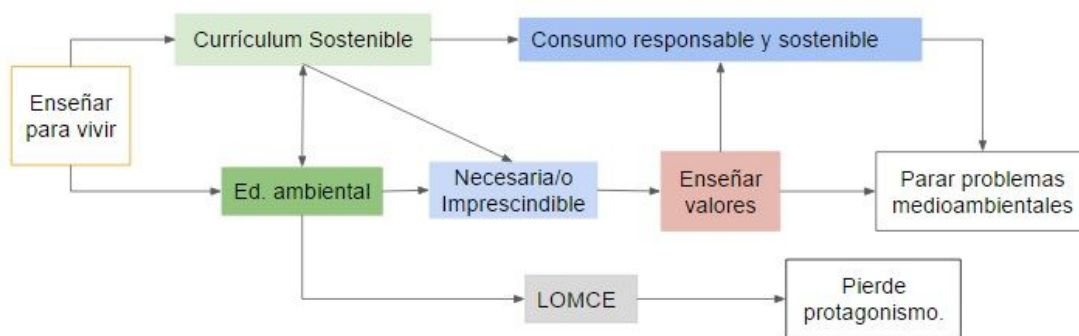 Currículum Sostenible
Consumo responsable y sostenible
Enseñar
para vivir
Ed. ambiental
Necesaria/o
Imprescindible
Enseñar
valores
Parar problemas
medioambientales
LOMCE
Pierde
protagonismo.